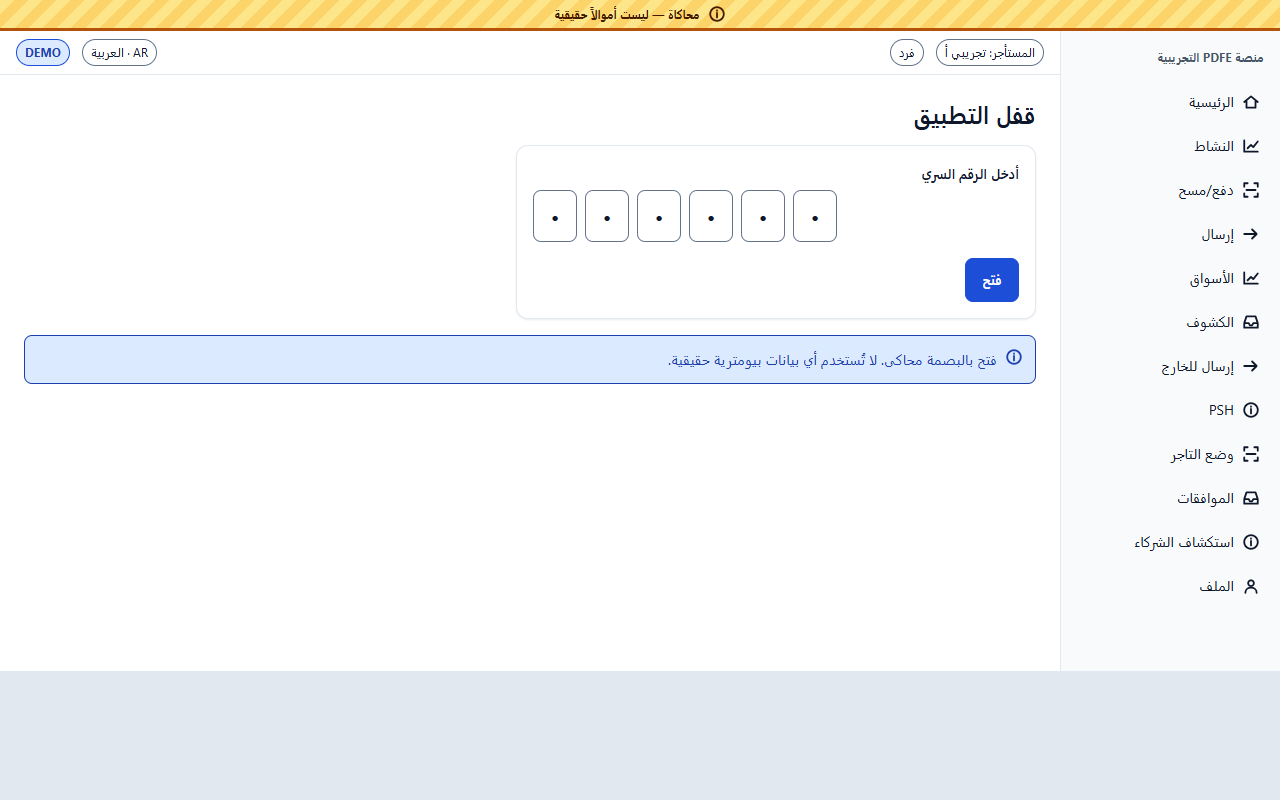 محاكاة — ليست أموالاً حقيقية
منصة PDFE التجريبية
المستأجر: تجريبي أ
فرد
AR · العربية
DEMO
الرئيسية
النشاط
دفع/مسح
إرسال
الأسواق
الكشوف
إرسال للخارج
PSH
وضع التاجر
الموافقات
استكشاف الشركاء
الملف
قفل التطبيق
أدخل الرقم السري
• • • • • •
فتح
فتح بالبصمة محاكى. لا تُستخدم أي بيانات بيومترية حقيقية.